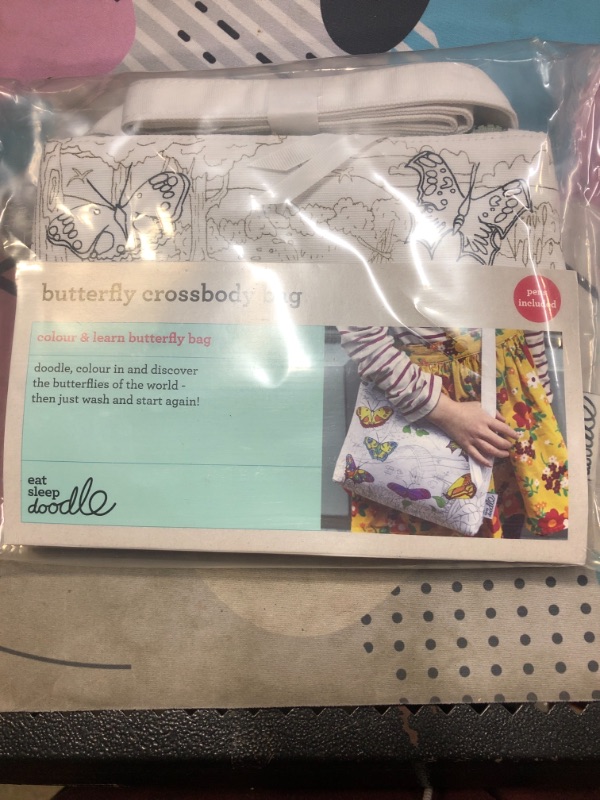 butterfly crossbody bag
pens
included
colour & learn butterfly bag
doodle, colour in and discover
the butterflies of the world -
then just wash and start again!
eat
sleep
doodle